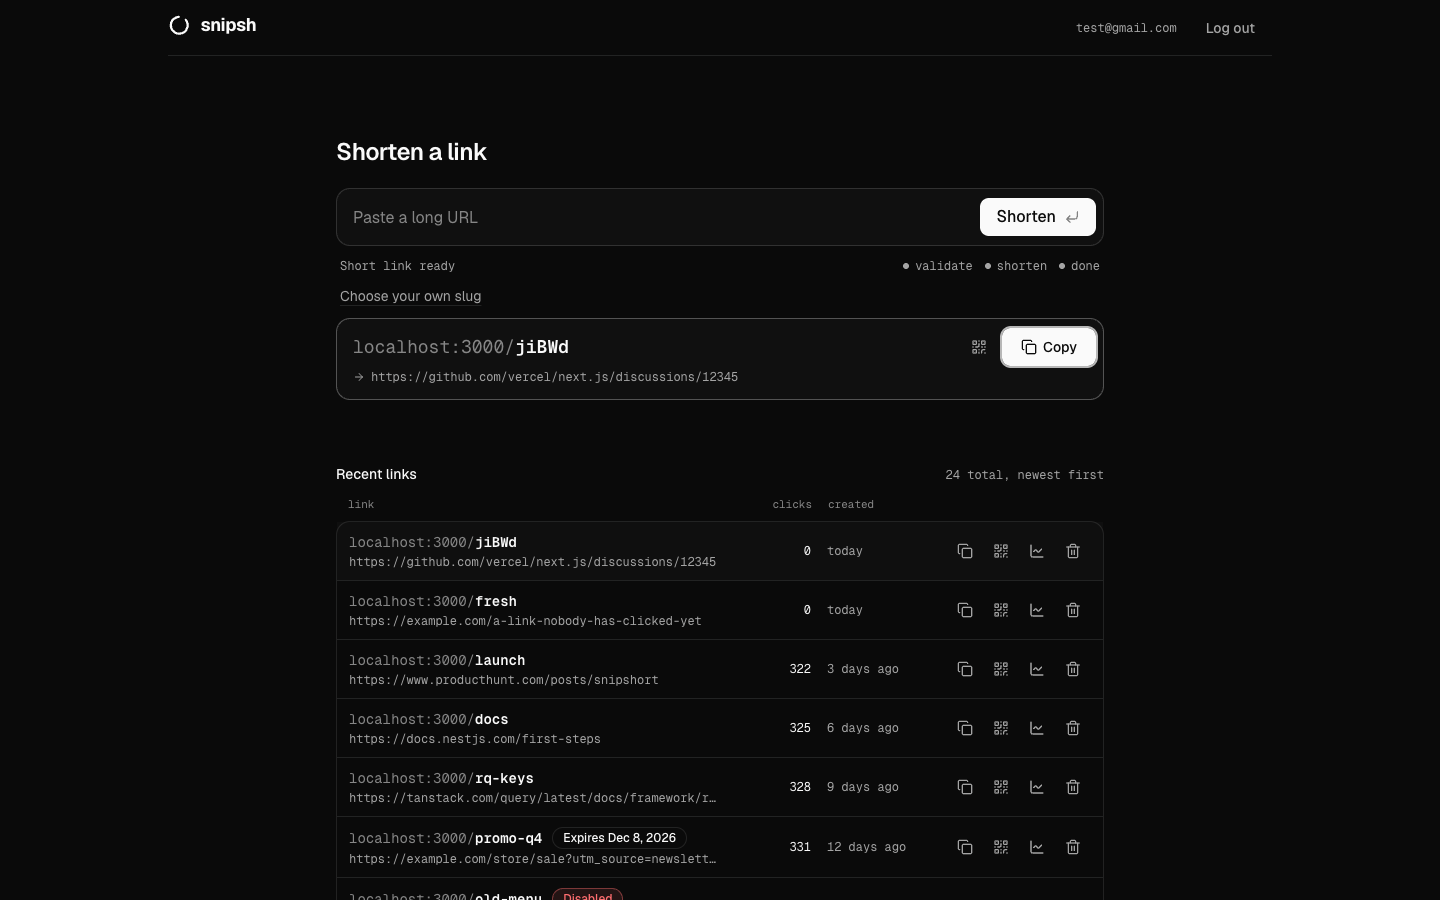 snipsh
test@gmail.com
Log out
Shorten a link
Paste a long URL
Shorten
Short link ready
validate shorten done
Choose your own slug
localhost:3000/jiBWd
Copy
→ https://github.com/vercel/next.js/discussions/12345
Recent links
24 total, newest first
link clicks created
localhost:3000/jiBWd
https://github.com/vercel/next.js/discussions/12345
0 today
localhost:3000/fresh
https://example.com/a-link-nobody-has-clicked-yet
0 today
localhost:3000/launch
https://www.producthunt.com/posts/snipshort
322 3 days ago
localhost:3000/docs
https://docs.nestjs.com/first-steps
325 6 days ago
localhost:3000/rq-keys
https://tanstack.com/query/latest/docs/framework/r…
328 9 days ago
localhost:3000/promo-q4 Expires Dec 8, 2026
https://example.com/store/sale?utm_source=newslett…
331 12 days ago
localhost:3000/old-menu Disabled